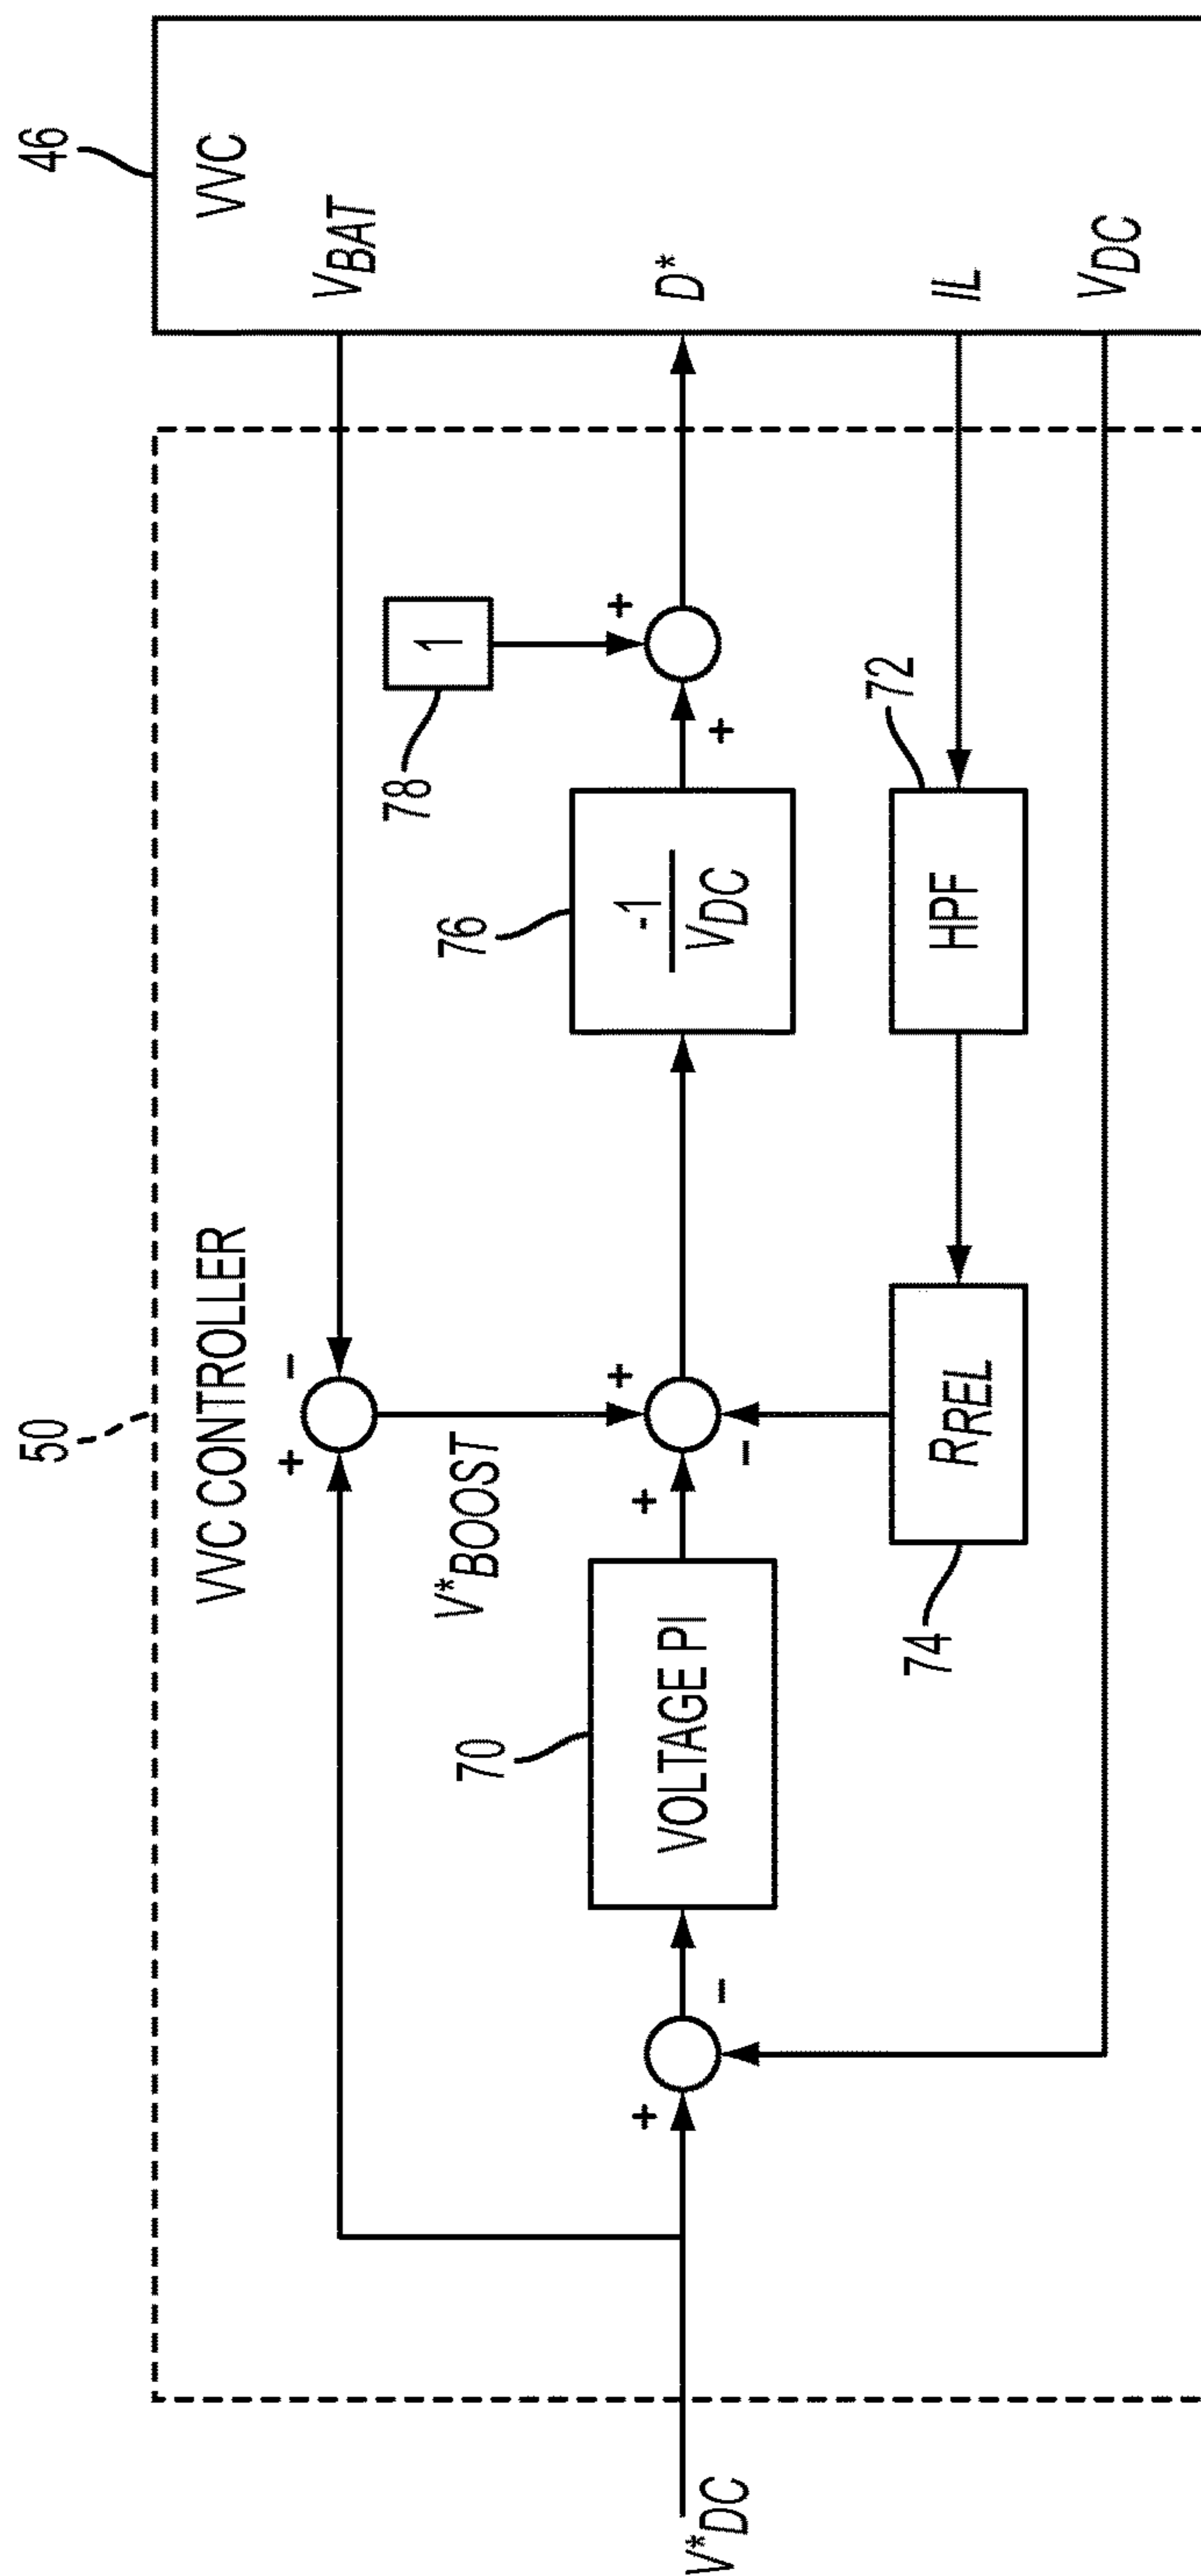 50
46
VVC CONTROLLER
VVC
V*DC
+
-
VBAT
V*BOOST
+
-
70
VOLTAGE PI
+
+
-
76
-1
VDC
78
1
+
+
D*
74
RREL
72
HPF
IL
VDC